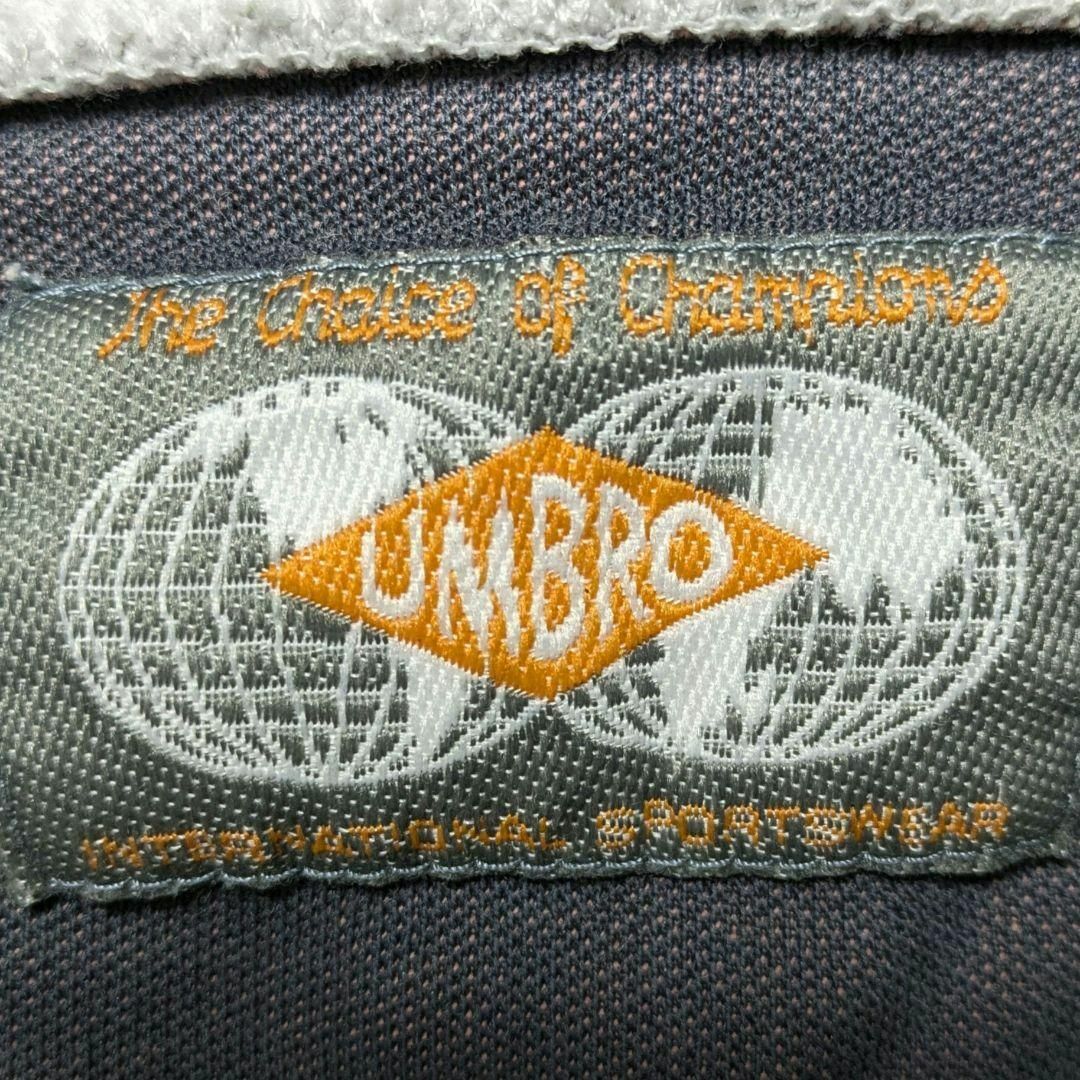 The Choice of Champions
UMBRO
INTERNATIONAL SPORTSWEAR